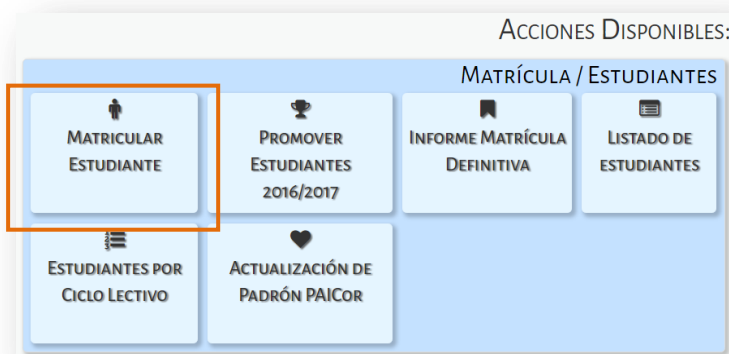 Acciones Disponibles:
Matrícula / Estudiantes
Matricular
Estudiante
Promover
Estudiantes
2016/2017
Informe Matrícula
Definitiva
Listado de
estudiantes
Estudiantes por
Ciclo Lectivo
Actualización de
Padrón PAICor